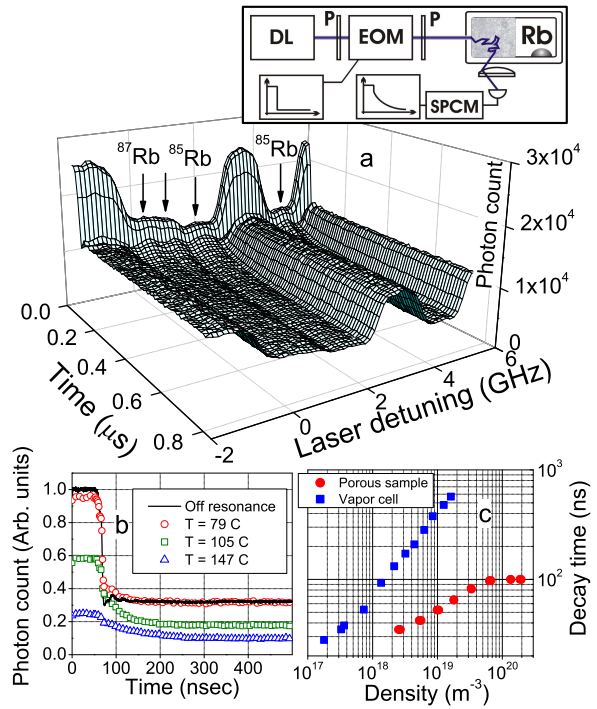 DL P EOM P Rb
SPCM
a
87Rb 85Rb 85Rb
3x10^4
2x10^4
1x10^4
0
Photon count
0.0
0.2
0.4
0.6
0.8
Time (μs)
-2
0
2
4
6
Laser detuning (GHz)
b
Photon count (Arb. units)
1.0
0.8
0.6
0.4
0.2
0.0
Off resonance
T = 79 C
T = 105 C
T = 147 C
0 100 200 300 400
Time (nsec)
Porous sample
Vapor cell
c
10^3
10^2
Decay time (ns)
10^17 10^18 10^19 10^20
Density (m^-3)